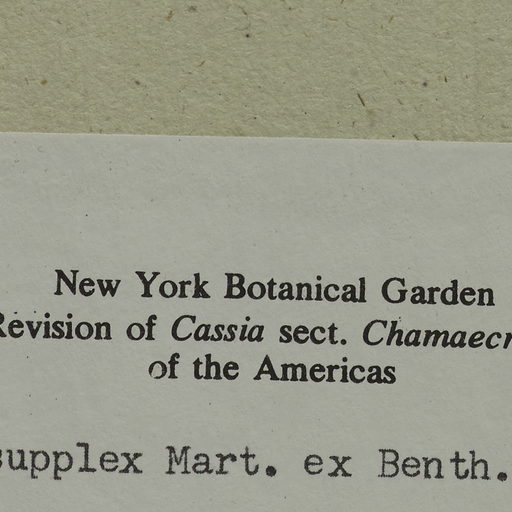 New York Botanical Garden
Revision of Cassia sect. Chamaecr
of the Americas
supplex Mart. ex Benth.